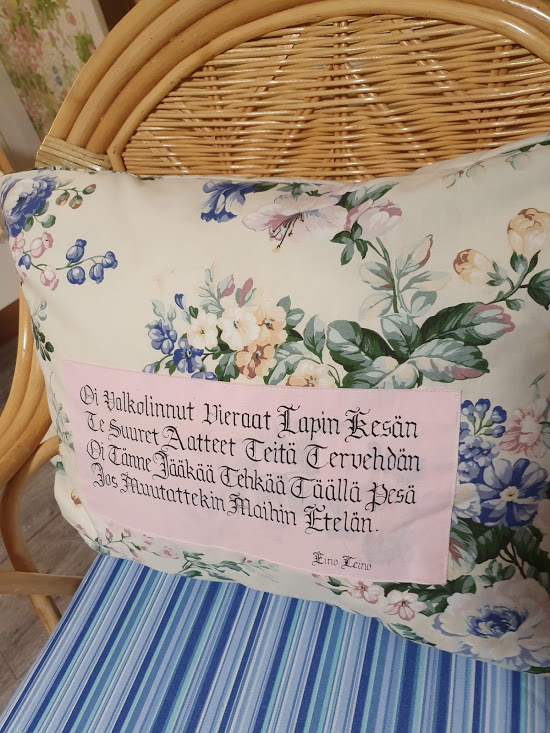 Oi Valkolinnut Vieraat Lapin Kesän
Te Suuret Aatteet Teitä Tervehdän
Oi Tänne Jääkää Tehkää Täällä Pesä
Jos Muutattekin Maihin Etelän.
Eino Leino